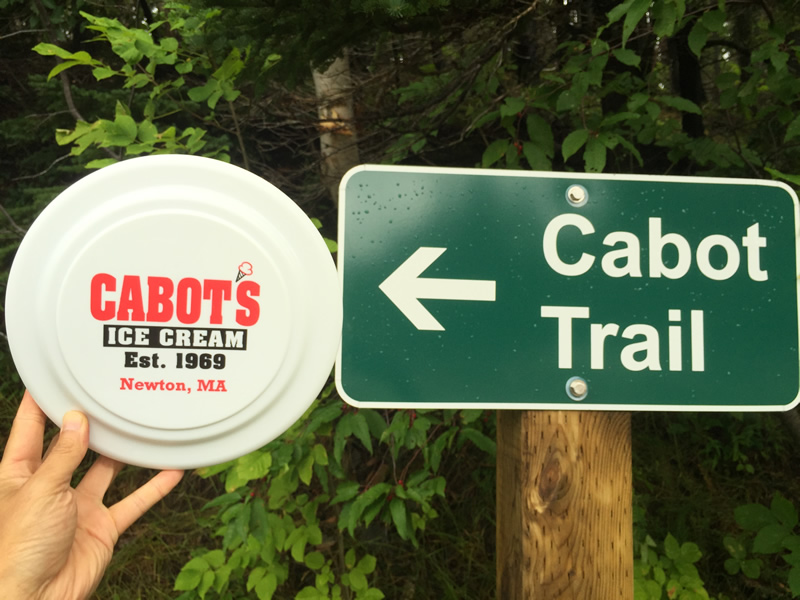 CABOT'S
ICE CREAM
Est. 1969
Newton, MA
Cabot
Trail